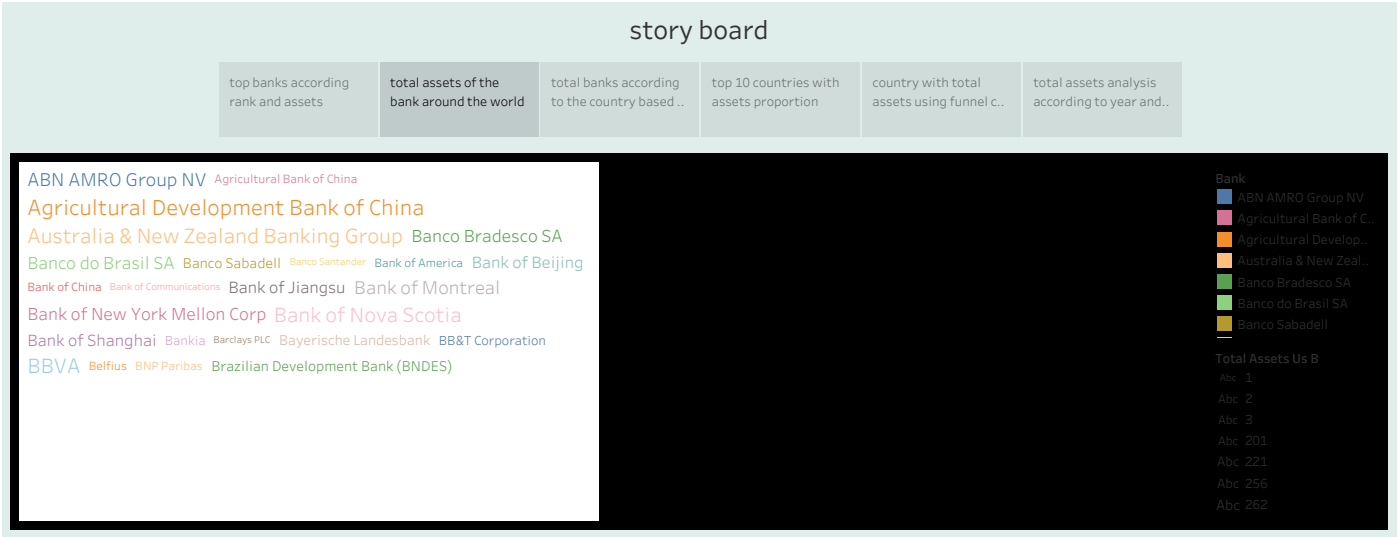 story board
top banks according
rank and assets
total assets of the
bank around the world
total banks according
to the country based ..
top 10 countries with
assets proportion
country with total
assets using funnel c..
total assets analysis
according to year and..
ABN AMRO Group NV Agricultural Bank of China
Agricultural Development Bank of China
Australia & New Zealand Banking Group Banco Bradesco SA
Banco do Brasil SA Banco Sabadell Banco Santander Bank of America Bank of Beijing
Bank of China Bank of Communications Bank of Jiangsu Bank of Montreal
Bank of New York Mellon Corp Bank of Nova Scotia
Bank of Shanghai Bankia Barclays PLC Bayerische Landesbank BB&T Corporation
BBVA Belfius BNP Paribas Brazilian Development Bank (BNDES)
Bank
ABN AMRO Group NV
Agricultural Bank of C..
Agricultural Develop..
Australia & New Zeal..
Banco Bradesco SA
Banco do Brasil SA
Banco Sabadell
Total Assets Us B
Abc 1
Abc 2
Abc 3
Abc 201
Abc 221
Abc 256
Abc 262